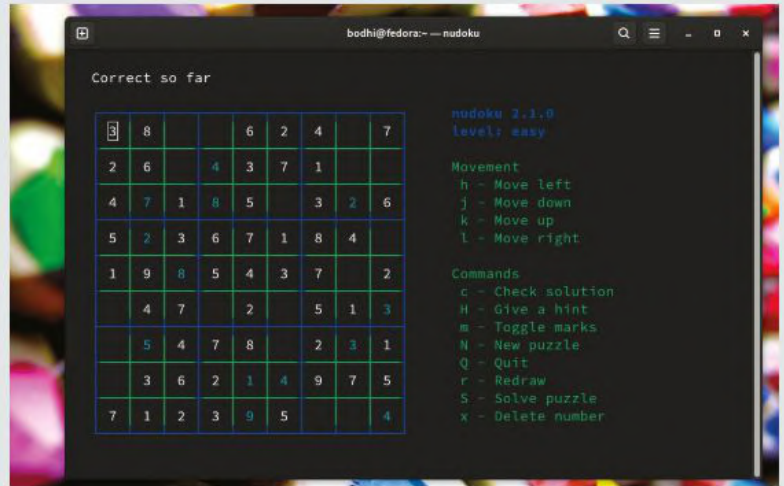 bodhi@fedora:~ — nudoku
Correct so far
3 8 6 2 4 7
2 6 4 3 7 1
4 7 1 8 5 3 2 6
5 2 3 6 7 1 8 4
1 9 8 5 4 3 7 2
4 7 2 5 1 3
5 4 7 8 2 3 1
3 6 2 1 4 9 7 5
7 1 2 3 9 5 4
nudoku 2.1.0
level: easy
Movement
h - Move left
j - Move down
k - Move up
l - Move right
Commands
c - Check solution
H - Give a hint
m - Toggle marks
N - New puzzle
Q - Quit
r - Redraw
S - Solve puzzle
x - Delete number